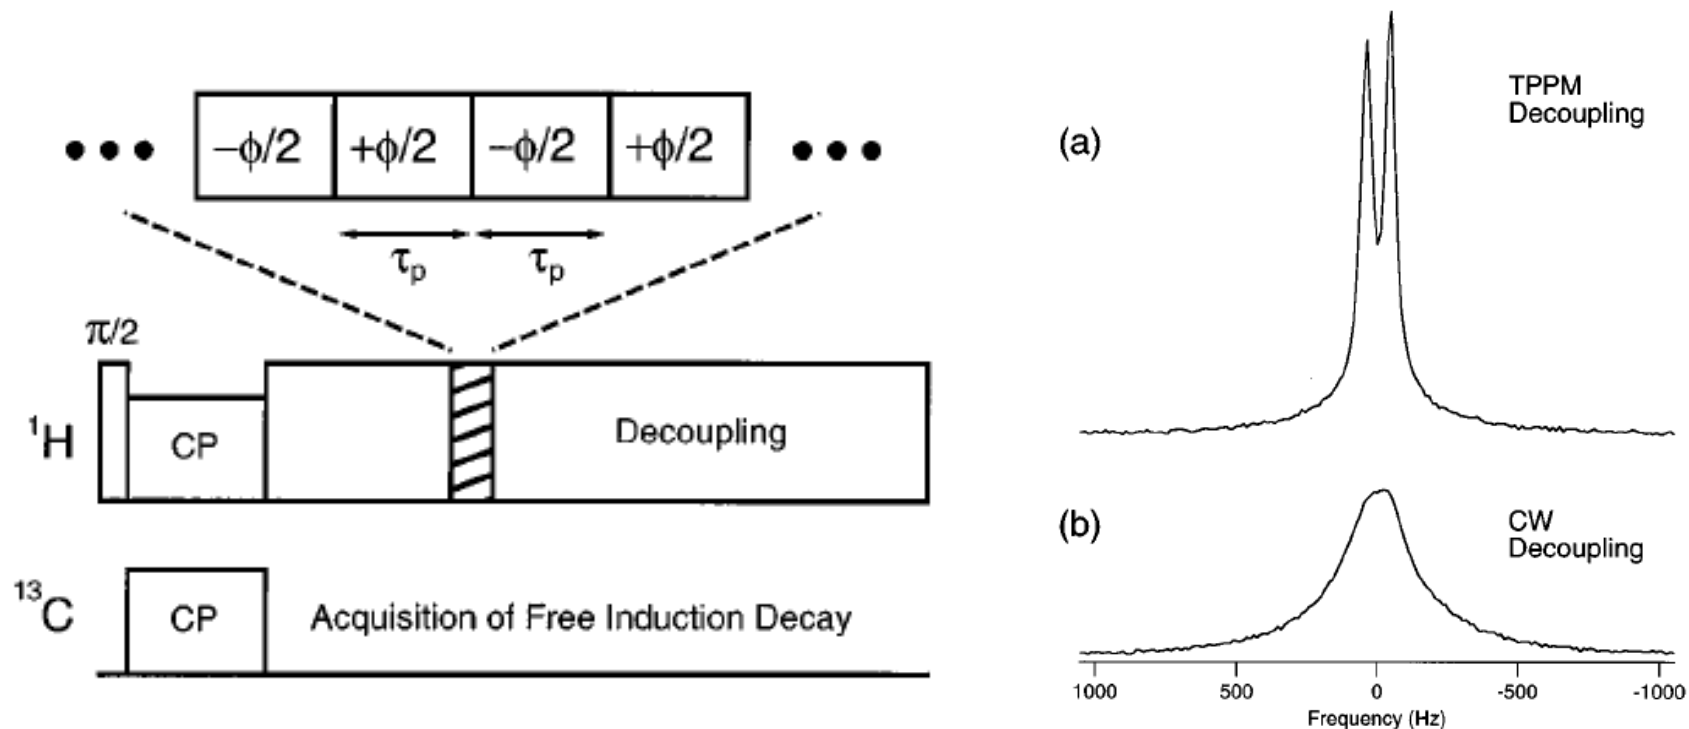 −ϕ/2 +ϕ/2 −ϕ/2 +ϕ/2
τp τp
π/2
1H
CP
Decoupling
13C
CP
Acquisition of Free Induction Decay
(a)
TPPM
Decoupling
(b)
CW
Decoupling
1000 500 0 -500 -1000
Frequency (Hz)